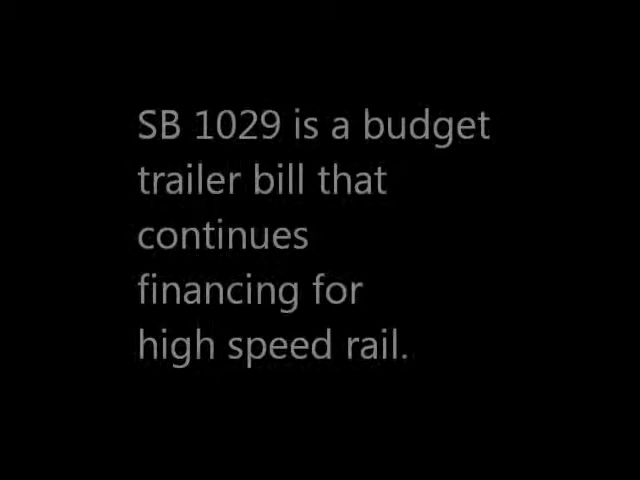 SB 1029 is a budget
trailer bill that
continues
financing for
high speed rail.